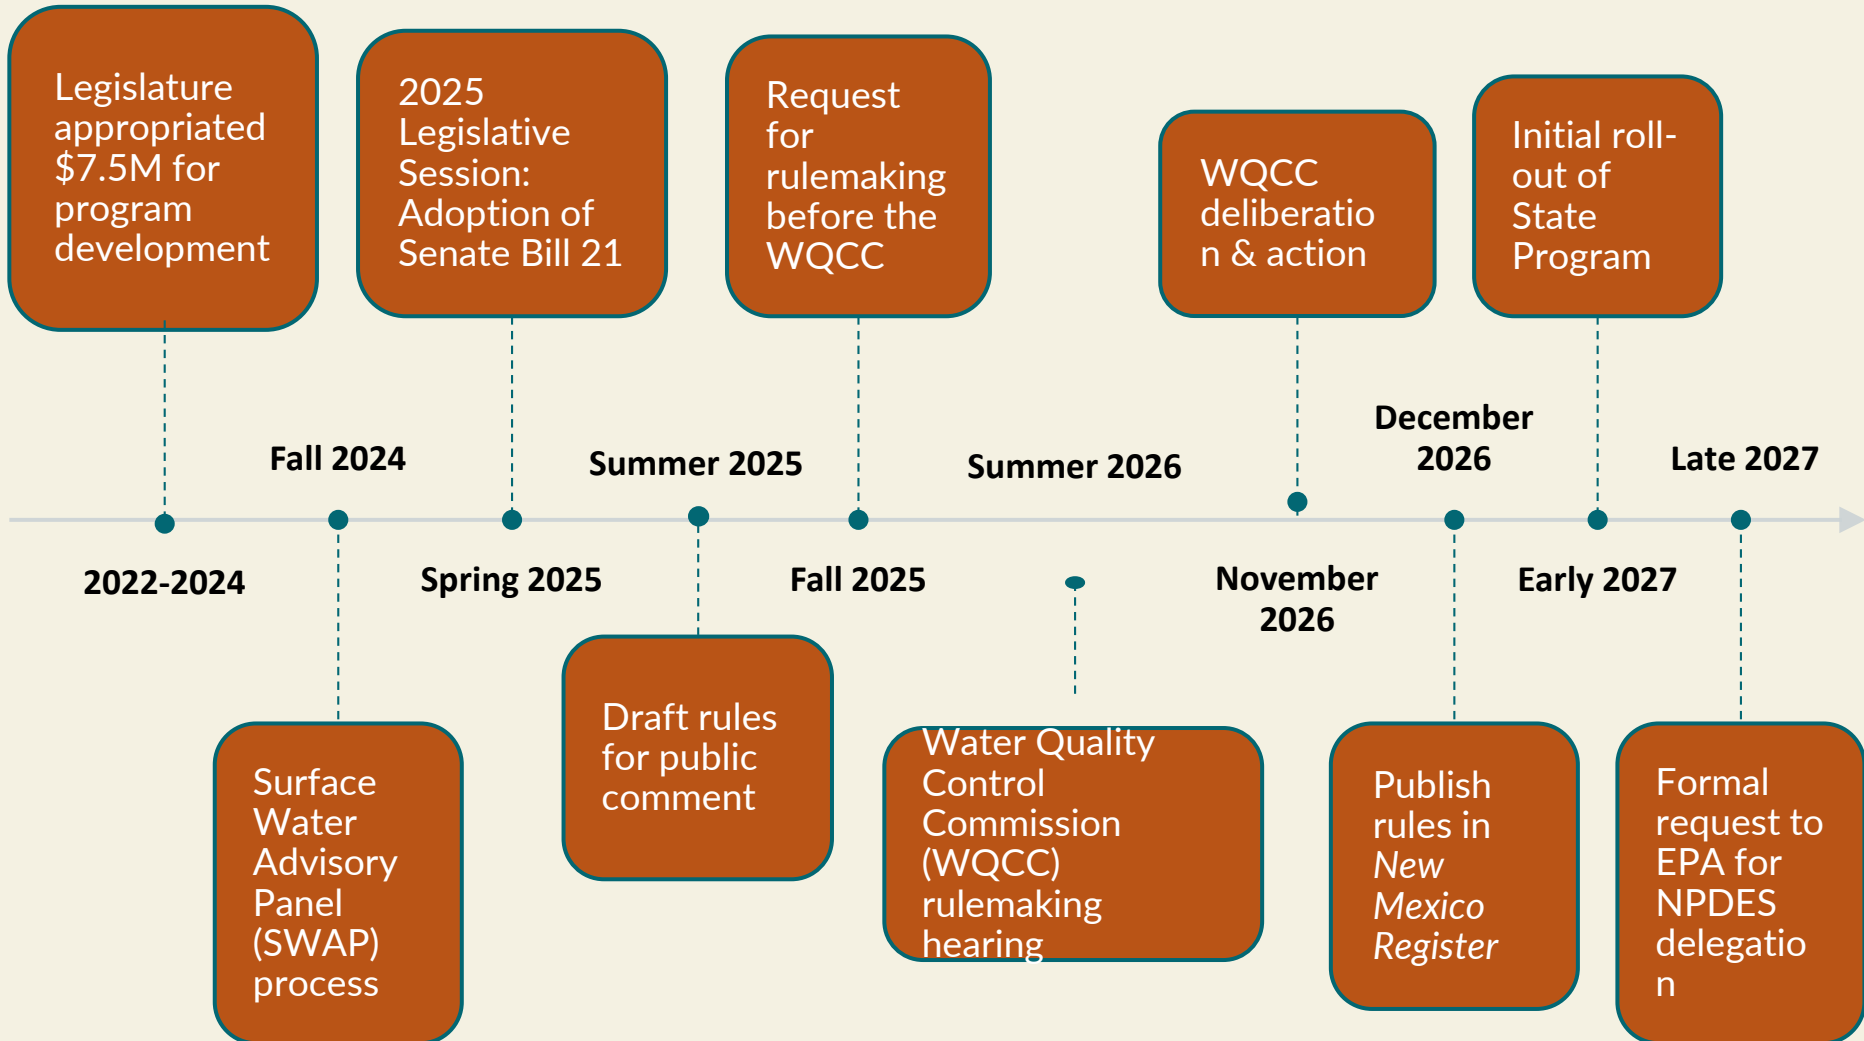 Legislature
appropriated
$7.5M for
program
development
2025
Legislative
Session:
Adoption of
Senate Bill 21
Request
for
rulemaking
before the
WQCC
WQCC
deliberatio
n & action
Initial roll-
out of
State
Program
Fall 2024
Summer 2025
Summer 2026
December
2026
Late 2027
2022-2024
Spring 2025
Fall 2025
November
2026
Early 2027
Surface
Water
Advisory
Panel
(SWAP)
process
Draft rules
for public
comment
Water Quality
Control
Commission
(WQCC)
rulemaking
hearing
Publish
rules in
New
Mexico
Register
Formal
request to
EPA for
NPDES
delegatio
n